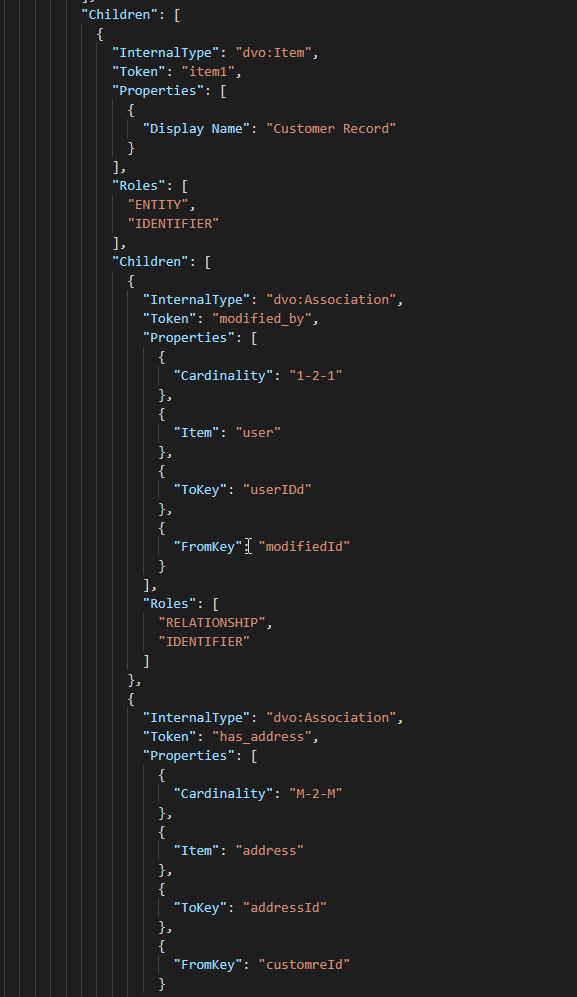 "Children": [
{
"InternalType": "dvo:Item",
"Token": "item1",
"Properties": [
{
"Display Name": "Customer Record"
}
],
"Roles": [
"ENTITY",
"IDENTIFIER"
],
"Children": [
{
"InternalType": "dvo:Association",
"Token": "modified_by",
"Properties": [
{
"Cardinality": "1-2-1"
},
{
"Item": "user"
},
{
"ToKey": "userIDd"
},
{
"FromKey": "modifiedId"
}
],
"Roles": [
"RELATIONSHIP",
"IDENTIFIER"
]
},
{
"InternalType": "dvo:Association",
"Token": "has_address",
"Properties": [
{
"Cardinality": "M-2-M"
},
{
"Item": "address"
},
{
"ToKey": "addressId"
},
{
"FromKey": "customreId"
}